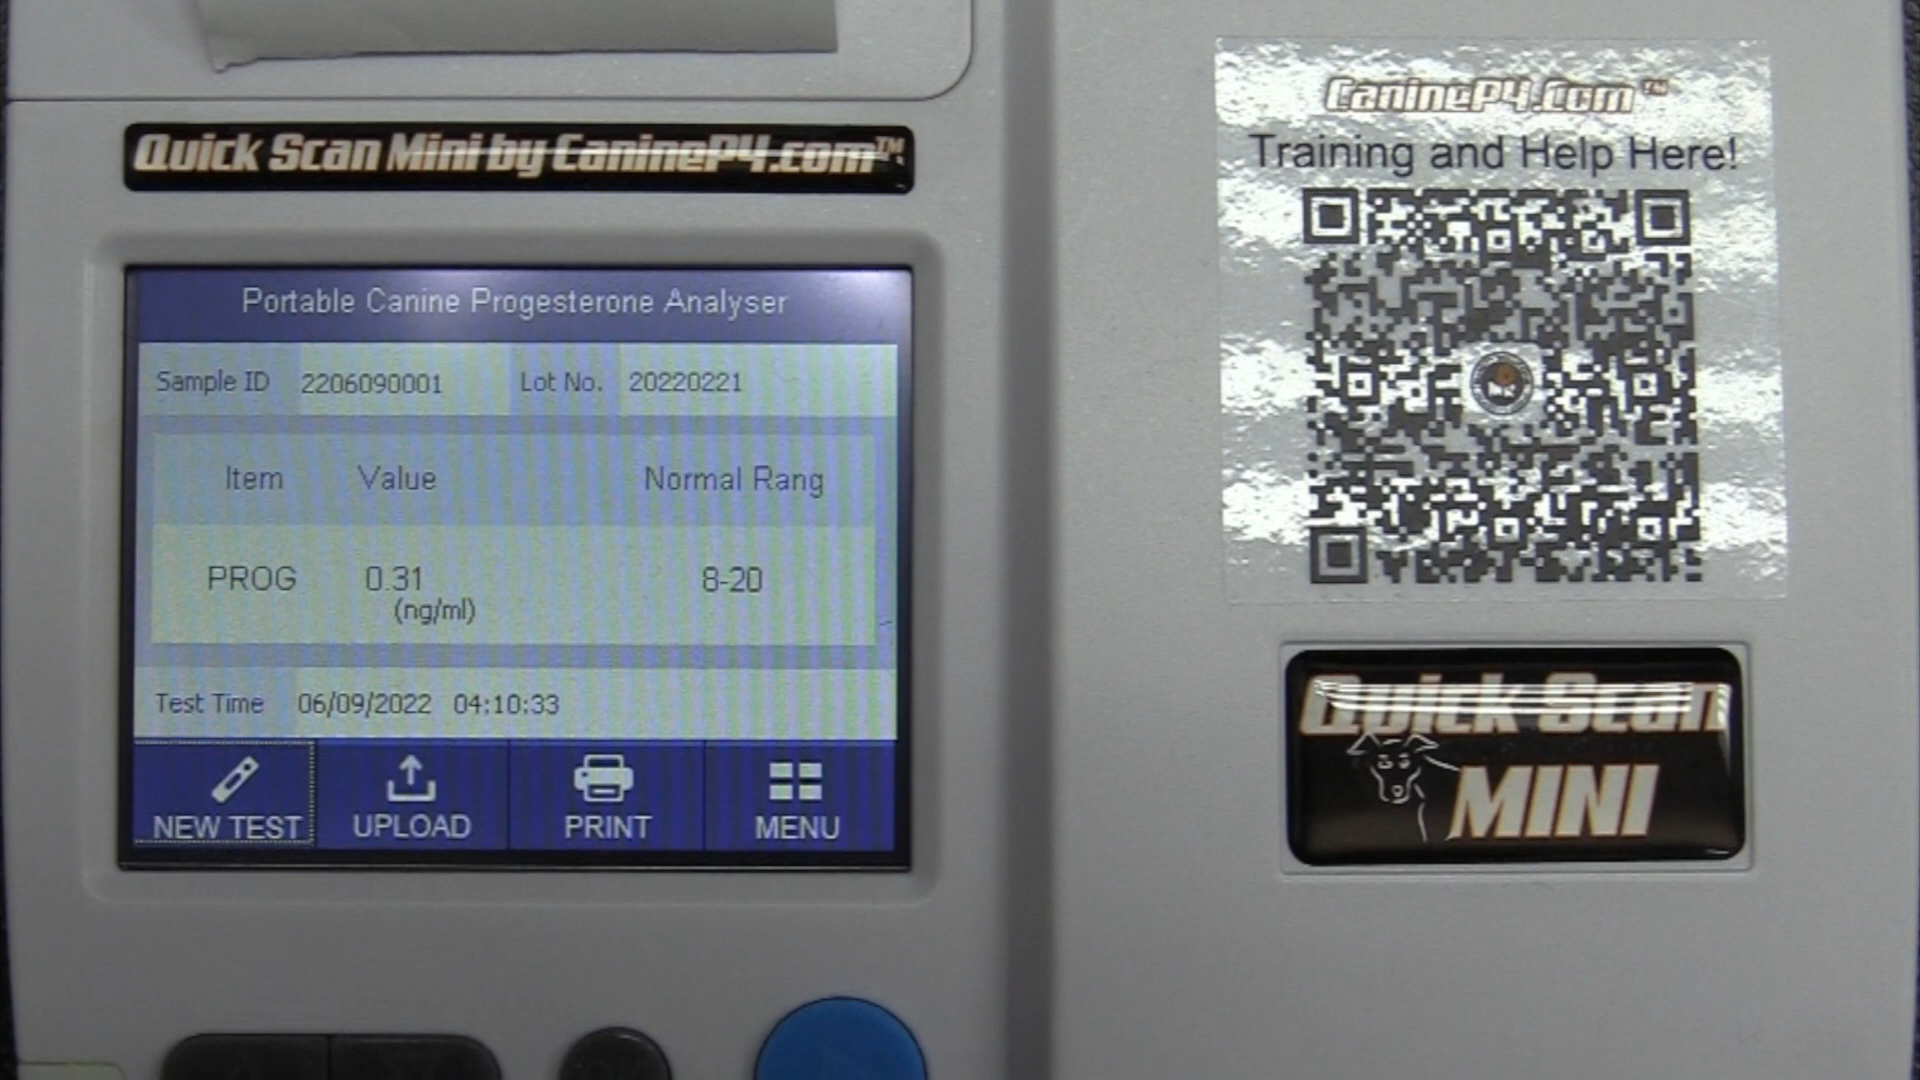 Quick Scan Mini by CanineP4.com™
Portable Canine Progesterone Analyser
Sample ID 2206090001 Lot No. 20220221
Item Value Normal Rang
PROG 0.31 8-20
(ng/ml)
Test Time 06/09/2022 04:10:33
NEW TEST UPLOAD PRINT MENU
CanineP4.com™
Training and Help Here!
Quick Scan
MINI